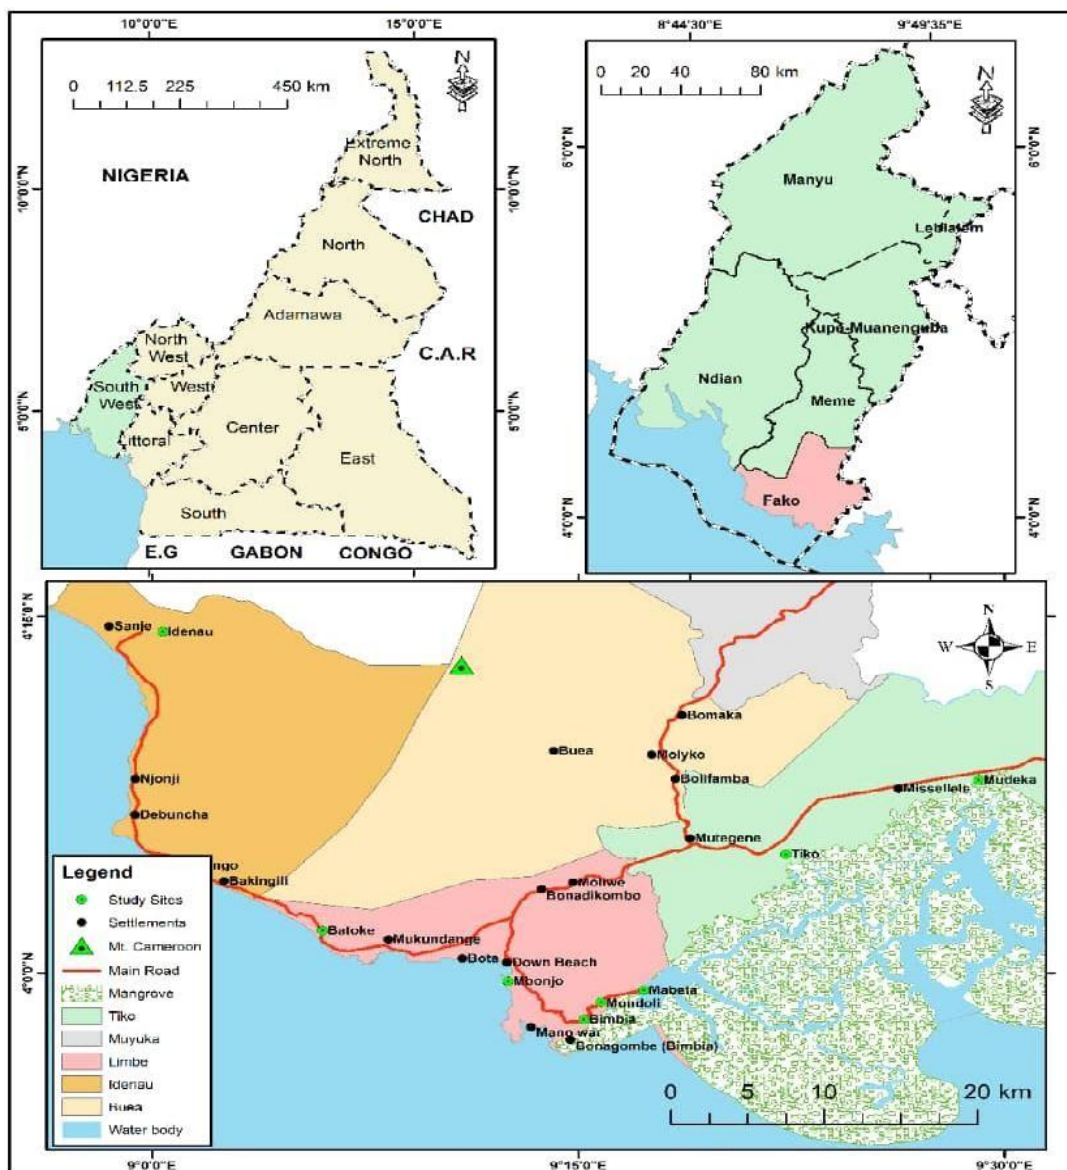 10°0'0"E
15°0'0"E
8°44'30"E
9°49'35"E
0 112.5 225 450 km
N
0 20 40 80 km
N
NIGERIA
Extreme
North
10°0'0"N
10°0'0"N
CHAD
North
Adamawa
C.A.R
North
West
West
South
West
5°0'0"N
5°0'0"N
ittoral
Center
East
South
E.G
GABON
CONGO
6°0'0"N
6°0'0"N
Manyu
Lebialem
Kupe-Muanenguba
Ndian
Meme
Fako
4°0'0"N
4°0'0"N
N
W E
S
Sanje
Idenau
Bomaka
Buea
Molyko
Bolifamba
Njonji
Mudeka
Missellele
Debuncha
Mutegene
Tiko
ngo
Bakingili
Moliwe
Bonadikombo
Batoke
Mukundange
Bota
Down Beach
Mbonjo
Mabeta
Mondoli
Bimbia
Mano war
Bonagombe (Bimbia)
4°0'0"N
4°0'0"N
0 5 10 20 km
Legend
Study Sites
Settlements
Mt. Cameroon
Main Road
Mangrove
Tiko
Muyuka
Limbe
Idenau
Buea
Water body
9°0'0"E
9°15'0"E
9°30'0"E